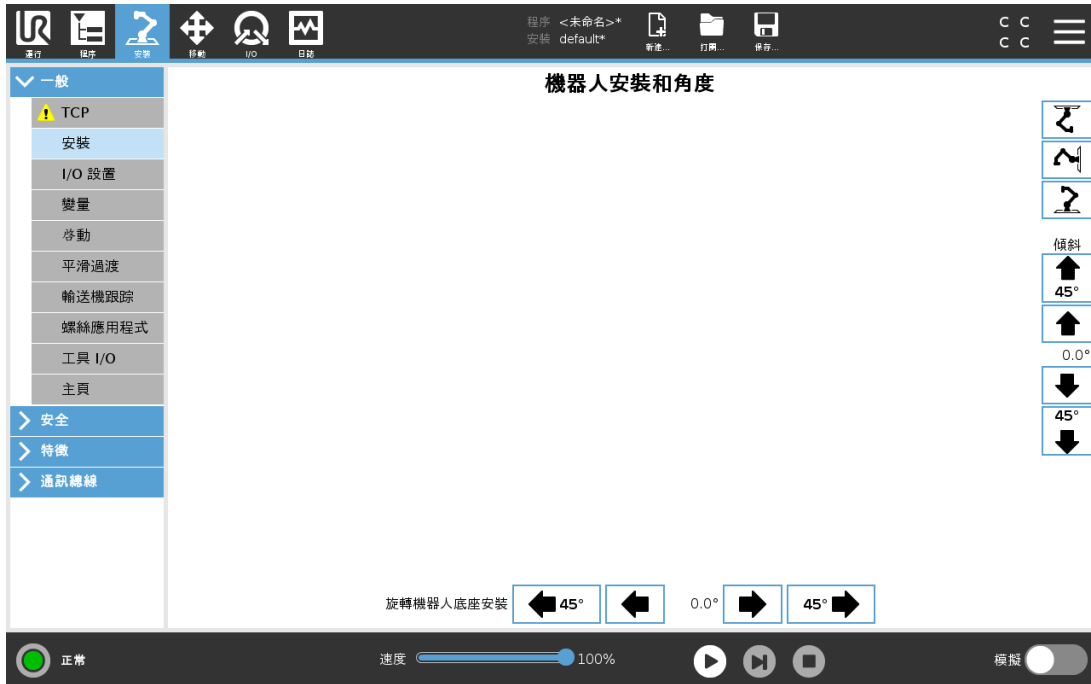 運行 程序 安裝 移動 I/O 日誌
程序 <未命名>*
安裝 default*
新建... 打開... 保存...
C C
C C
一般
TCP
安裝
I/O 設置
變量
啓動
平滑過渡
輸送機跟踪
螺絲應用程式
工具 I/O
主頁
安全
特徵
通訊總線
機器人安裝和角度
傾斜
45°
0.0°
45°
旋轉機器人底座安裝 45° 0.0° 45°
正常 速度 100% 模擬